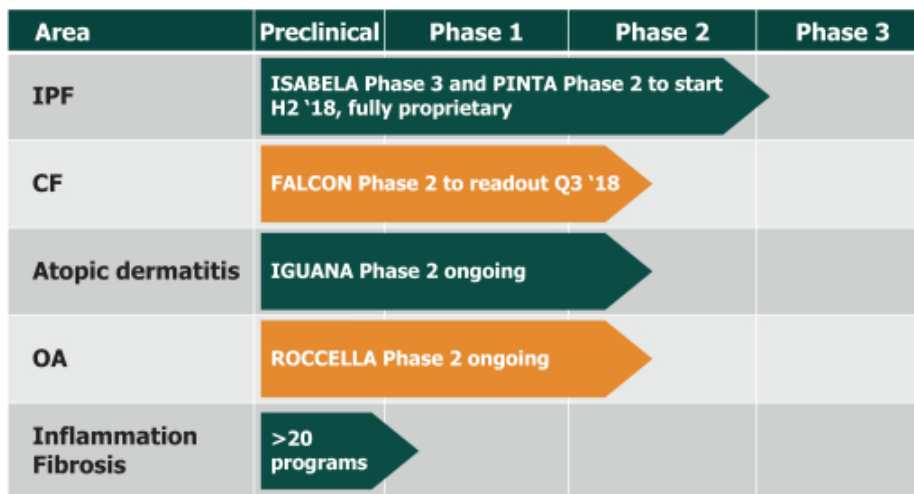 Area Preclinical Phase 1 Phase 2 Phase 3
IPF
ISABELA Phase 3 and PINTA Phase 2 to start
H2 ‘18, fully proprietary
CF
FALCON Phase 2 to readout Q3 ‘18
Atopic dermatitis
IGUANA Phase 2 ongoing
OA
ROCCELLA Phase 2 ongoing
Inflammation
Fibrosis
>20
programs